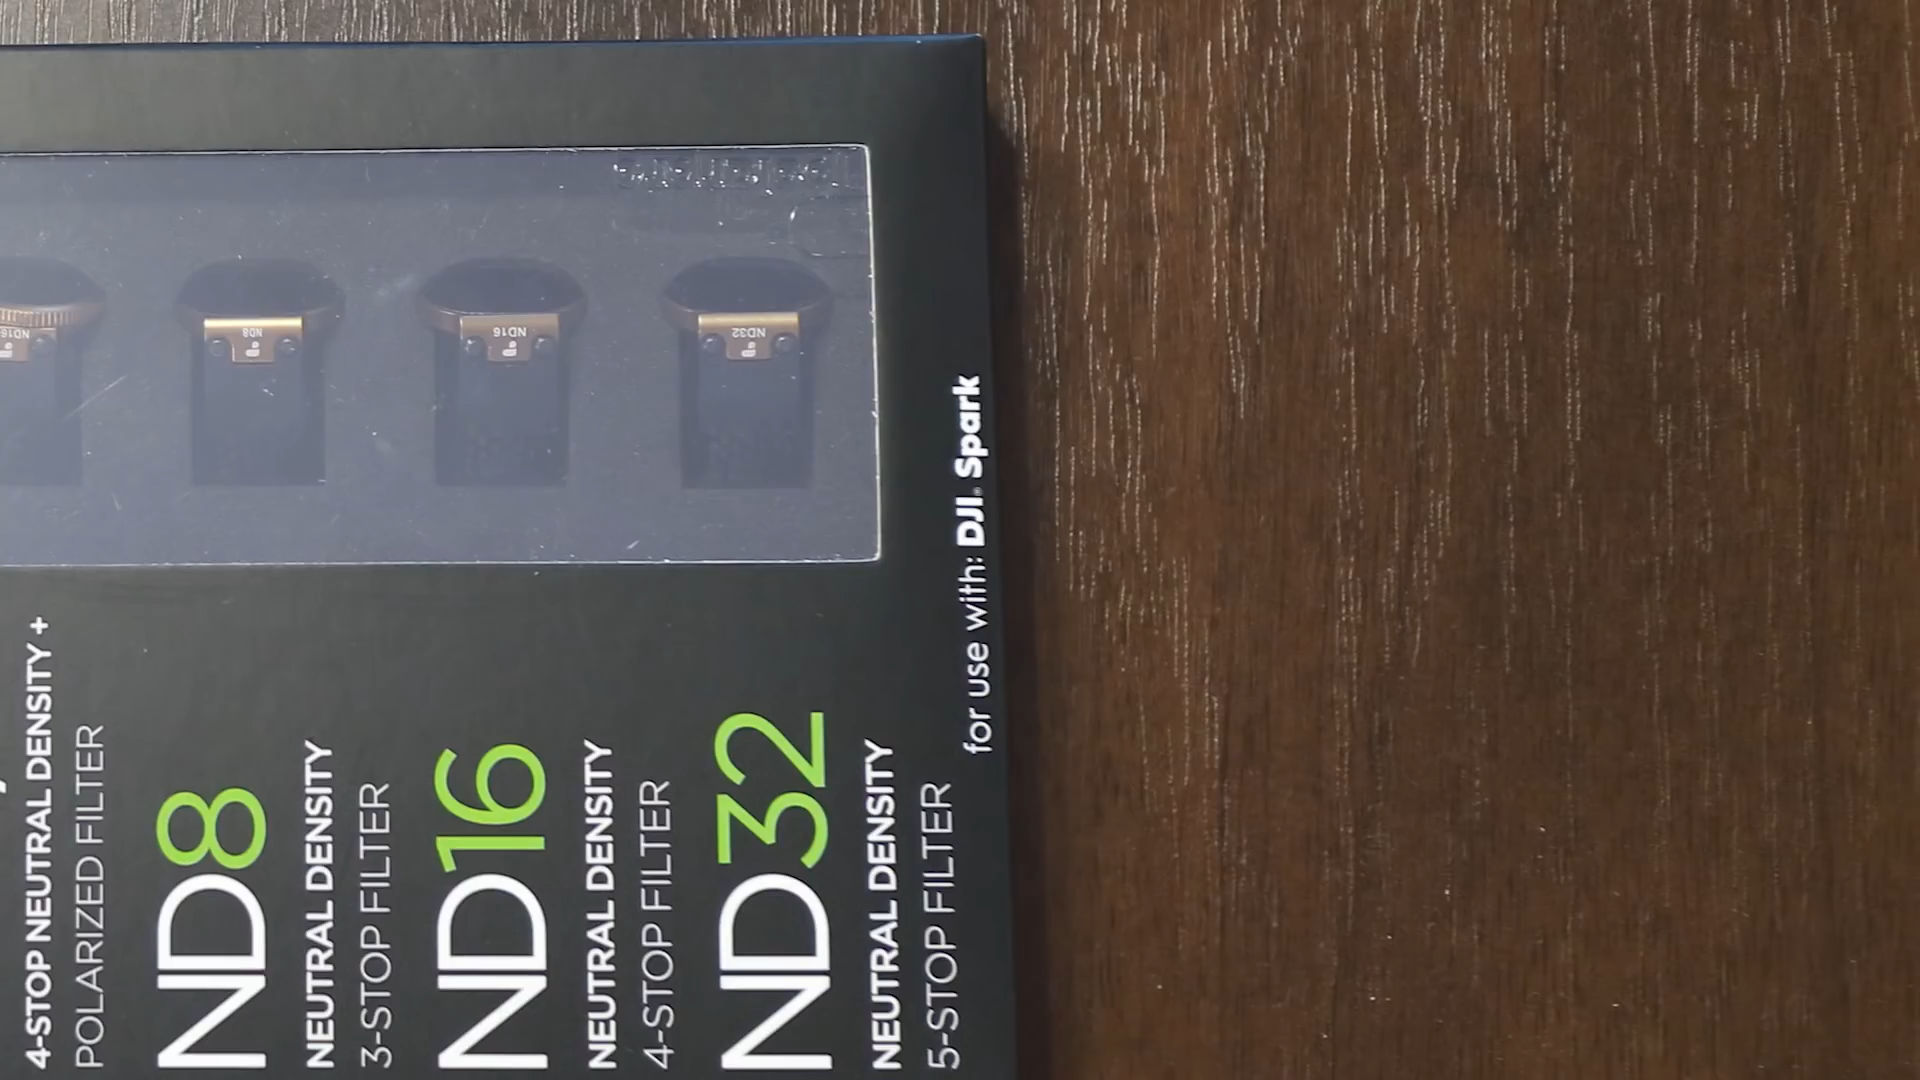 4-STOP NEUTRAL DENSITY +
POLARIZED FILTER
ND8
NEUTRAL DENSITY
3-STOP FILTER
ND16
NEUTRAL DENSITY
4-STOP FILTER
ND32
NEUTRAL DENSITY
5-STOP FILTER
for use with: DJI. Spark
ND16
ND8
ND16
ND32